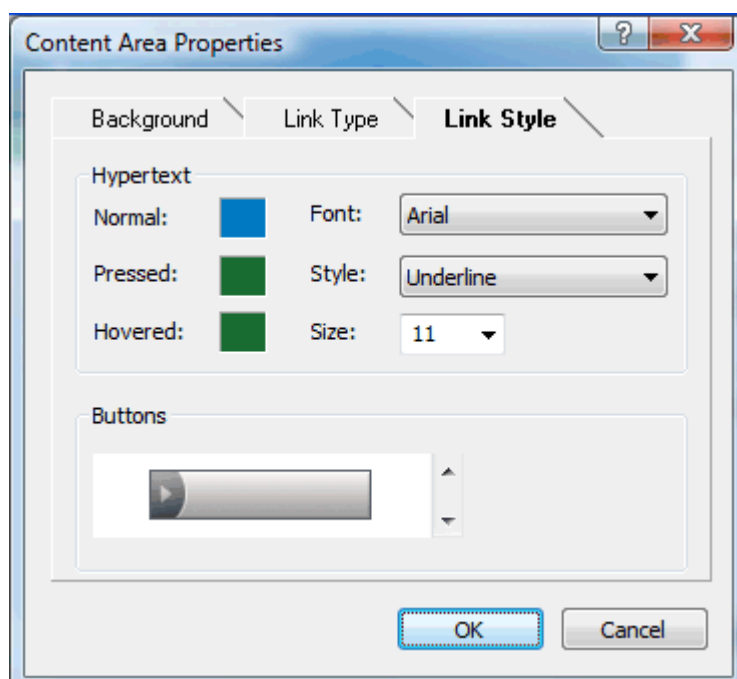 Content Area Properties
?
X
Background Link Type Link Style
Hypertext
Normal: Font: Arial
Pressed: Style: Underline
Hovered: Size: 11
Buttons
OK Cancel